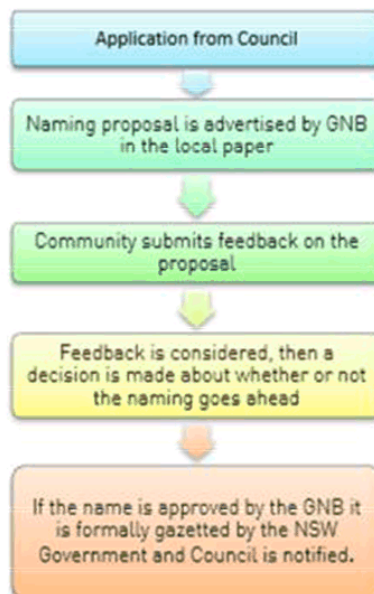 Application from Council
Naming proposal is advertised by GNB
in the local paper
Community submits feedback on the
proposal
Feedback is considered, then a
decision is made about whether or not
the naming goes ahead
If the name is approved by the GNB it
is formally gazetted by the NSW
Government and Council is notified.